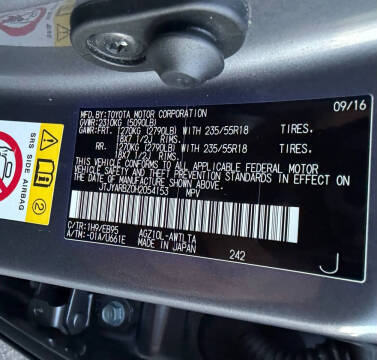 MFD.BY:TOYOTA MOTOR CORPORATION 09/16
GVWR:2310KG (5090LB)
GAWR:FRT. 1270KG (2790LB) WITH 235/55R18 TIRES.
18X7 1/2J RIMS.
RR. 1270KG (2790LB) WITH 235/55R18 TIRES.
18X7 1/2J RIMS.
THIS VEHICLE CONFORMS TO ALL APPLICABLE FEDERAL MOTOR
VEHICLE SAFETY AND THEFT PREVENTION STANDARDS IN EFFECT ON
THE DATE OF MANUFACTURE SHOWN ABOVE.
JTJYARBZ0H2054153 MPV
C/TR:1H9/EB95 AGZ10L-AWTLTA
A/TM:-01A/U661E MADE IN JAPAN
242
J
SRS SIDE AIRBAG